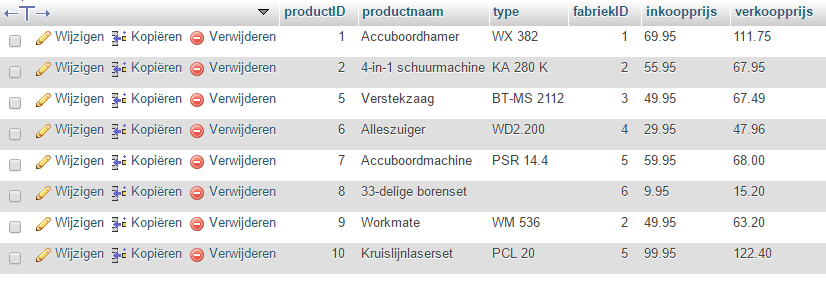 productID productnaam type fabriekID inkoopprijs verkoopprijs
Wijzigen Kopiëren Verwijderen 1 Accuboordhamer WX 382 1 69.95 111.75
Wijzigen Kopiëren Verwijderen 2 4-in-1 schuurmachine KA 280 K 2 55.95 67.95
Wijzigen Kopiëren Verwijderen 5 Verstekzaag BT-MS 2112 3 49.95 67.49
Wijzigen Kopiëren Verwijderen 6 Alleszuiger WD2.200 4 29.95 47.96
Wijzigen Kopiëren Verwijderen 7 Accuboordmachine PSR 14.4 5 59.95 68.00
Wijzigen Kopiëren Verwijderen 8 33-delige borenset 6 9.95 15.20
Wijzigen Kopiëren Verwijderen 9 Workmate WM 536 2 49.95 63.20
Wijzigen Kopiëren Verwijderen 10 Kruislijnlaserset PCL 20 5 99.95 122.40